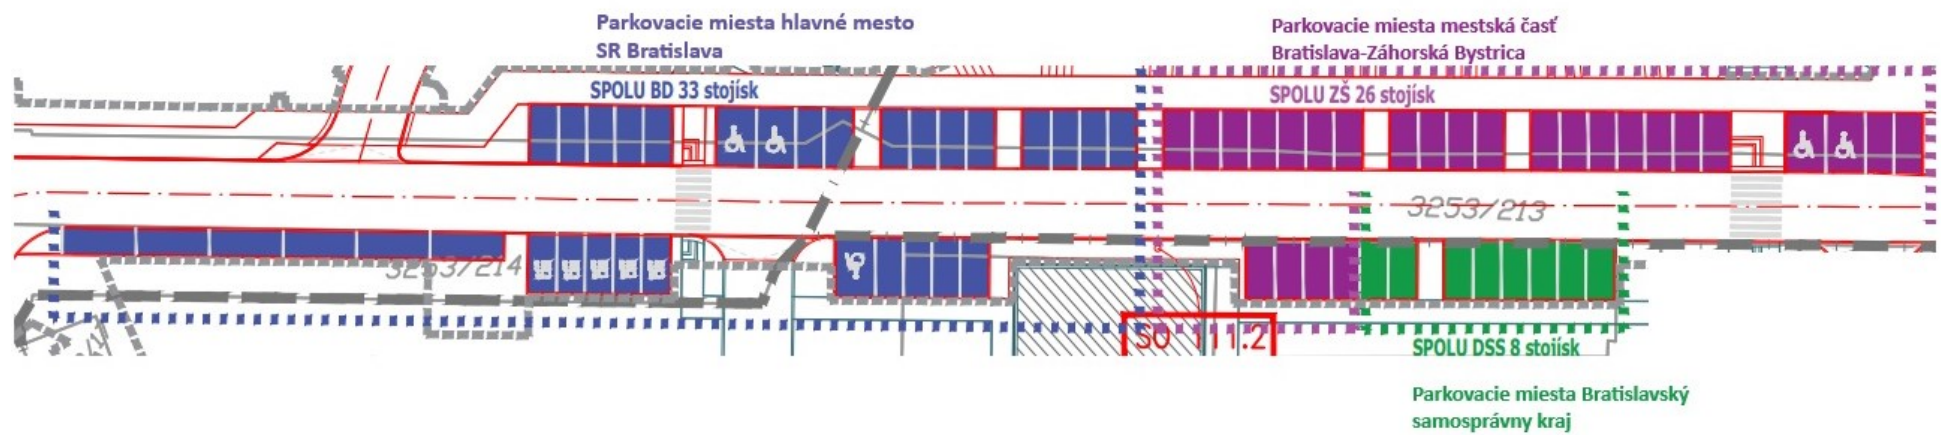 Parkovacie miesta hlavné mesto
SR Bratislava
Parkovacie miesta mestská časť
Bratislava-Záhorská Bystrica
SPOLU BD 33 stojísk
SPOLU ZŠ 26 stojísk
3253/213
3253/214
SO 111.2
SPOLU DSS 8 stojísk
Parkovacie miesta Bratislavský
samosprávny kraj